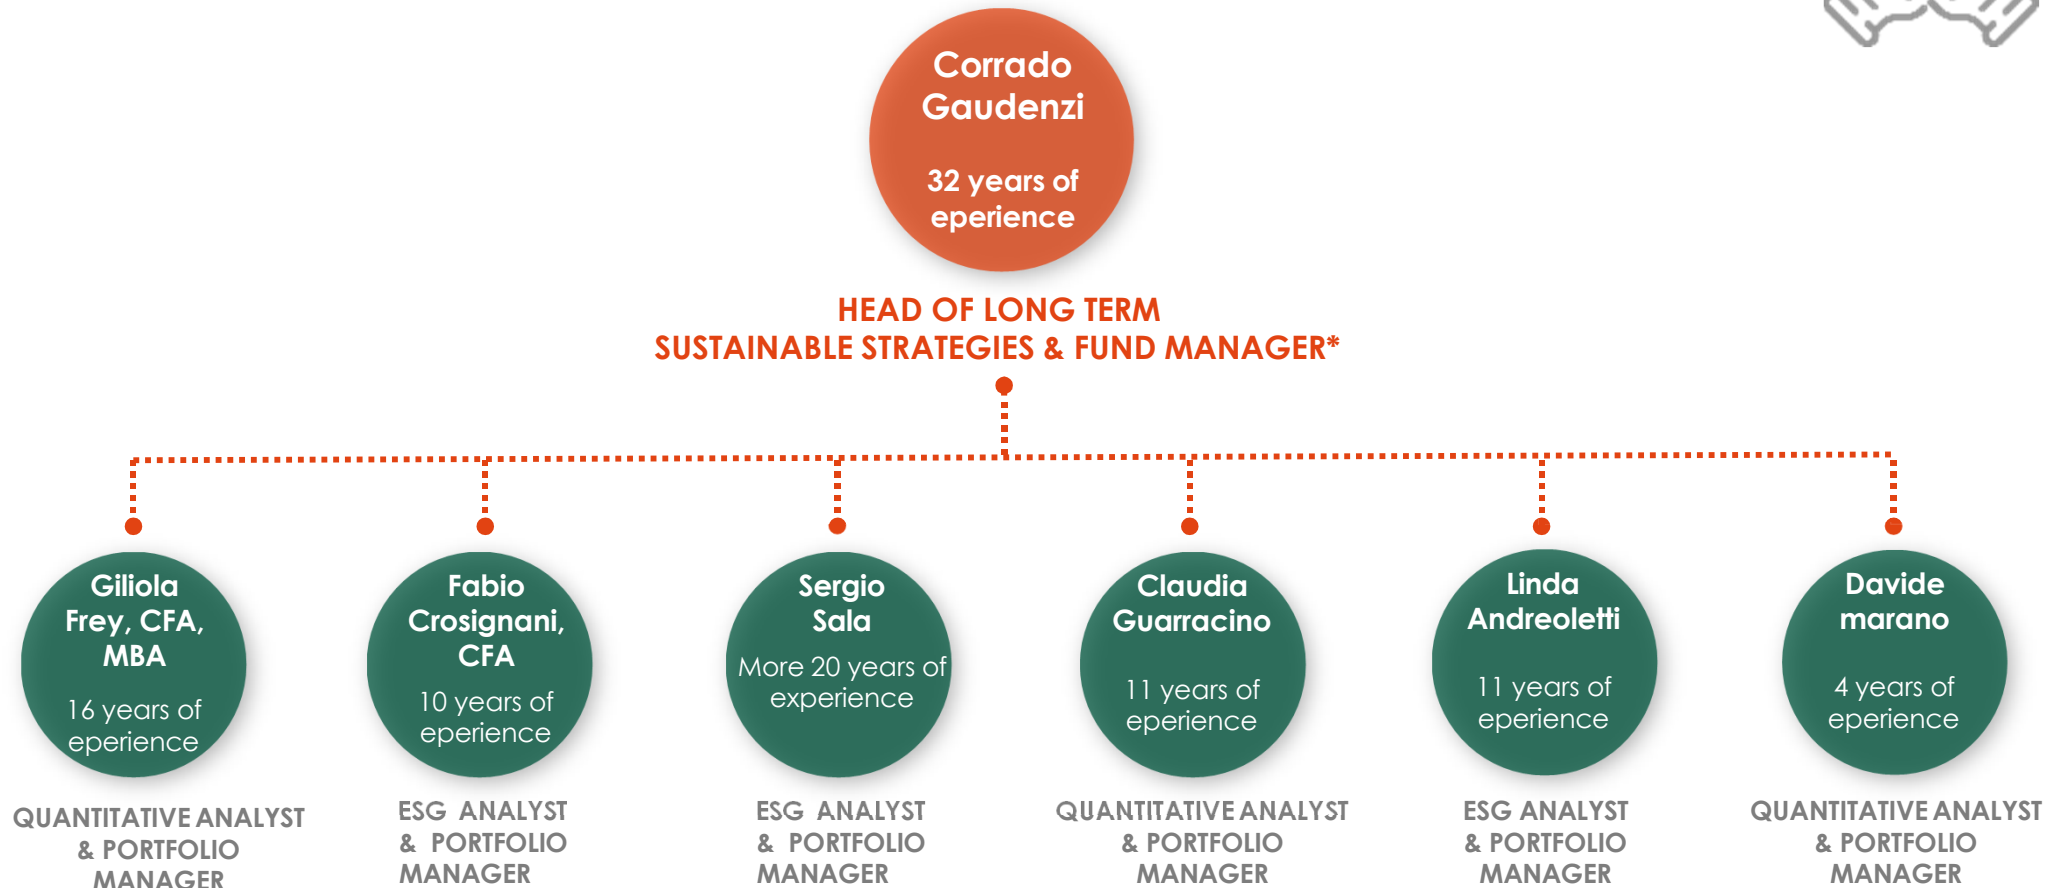 Corrado
Gaudenzi
32 years of
eperience
HEAD OF LONG TERM
SUSTAINABLE STRATEGIES & FUND MANAGER*
Giliola
Frey, CFA,
MBA
16 years of
eperience
QUANTITATIVE ANALYST
& PORTFOLIO
MANAGER
Fabio
Crosignani,
CFA
10 years of
eperience
ESG ANALYST
& PORTFOLIO
MANAGER
Sergio
Sala
More 20 years of
experience
ESG ANALYST
& PORTFOLIO
MANAGER
Claudia
Guarracino
11 years of
eperience
QUANTITATIVE ANALYST
& PORTFOLIO
MANAGER
Linda
Andreoletti
11 years of
eperience
ESG ANALYST
& PORTFOLIO
MANAGER
Davide
marano
4 years of
eperience
QUANTITATIVE ANALYST
& PORTFOLIO
MANAGER